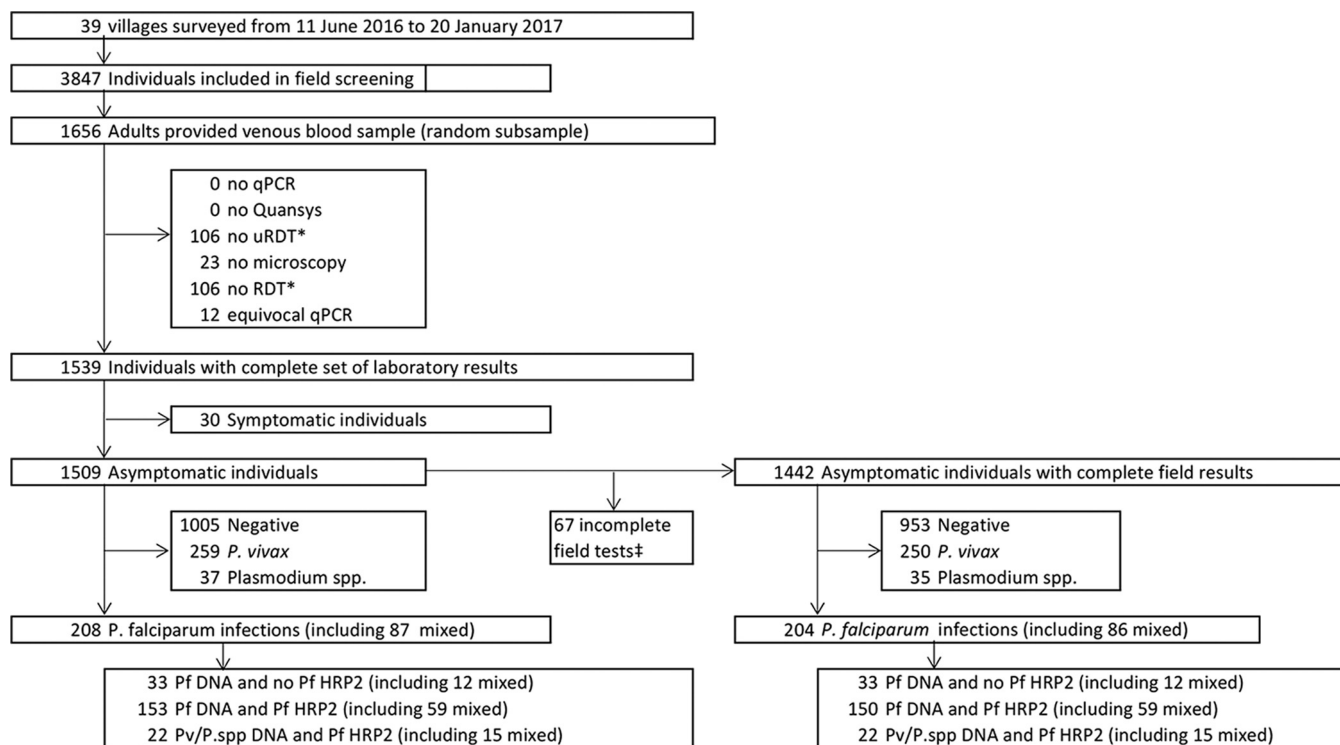 39 villages surveyed from 11 June 2016 to 20 January 2017
3847 Individuals included in field screening
1656 Adults provided venous blood sample (random subsample)
0 no qPCR
0 no Quansys
106 no uRDT*
23 no microscopy
106 no RDT*
12 equivocal qPCR
1539 Individuals with complete set of laboratory results
30 Symptomatic individuals
1509 Asymptomatic individuals
1442 Asymptomatic individuals with complete field results
1005 Negative
259 P. vivax
37 Plasmodium spp.
67 incomplete
field tests‡
953 Negative
250 P. vivax
35 Plasmodium spp.
208 P. falciparum infections (including 87 mixed)
204 P. falciparum infections (including 86 mixed)
33 Pf DNA and no Pf HRP2 (including 12 mixed)
153 Pf DNA and Pf HRP2 (including 59 mixed)
22 Pv/P.spp DNA and Pf HRP2 (including 15 mixed)
33 Pf DNA and no Pf HRP2 (including 12 mixed)
150 Pf DNA and Pf HRP2 (including 59 mixed)
22 Pv/P.spp DNA and Pf HRP2 (including 15 mixed)